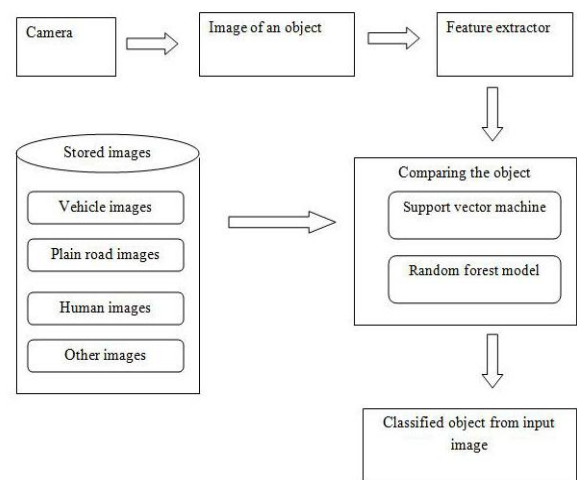 Camera
Image of an object
Feature extractor
Stored images
Vehicle images
Plain road images
Human images
Other images
Comparing the object
Support vector machine
Random forest model
Classified object from input
image